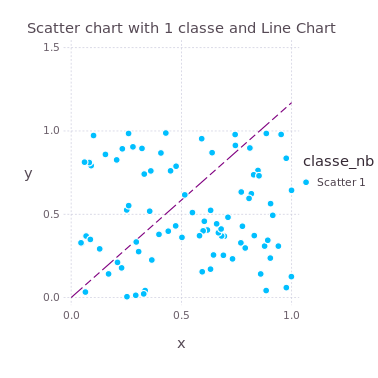 Scatter chart with 1 classe and Line Chart
1.5
1.0
y
0.5
0.0
0.0 0.5 1.0
x
classe_nb
Scatter 1